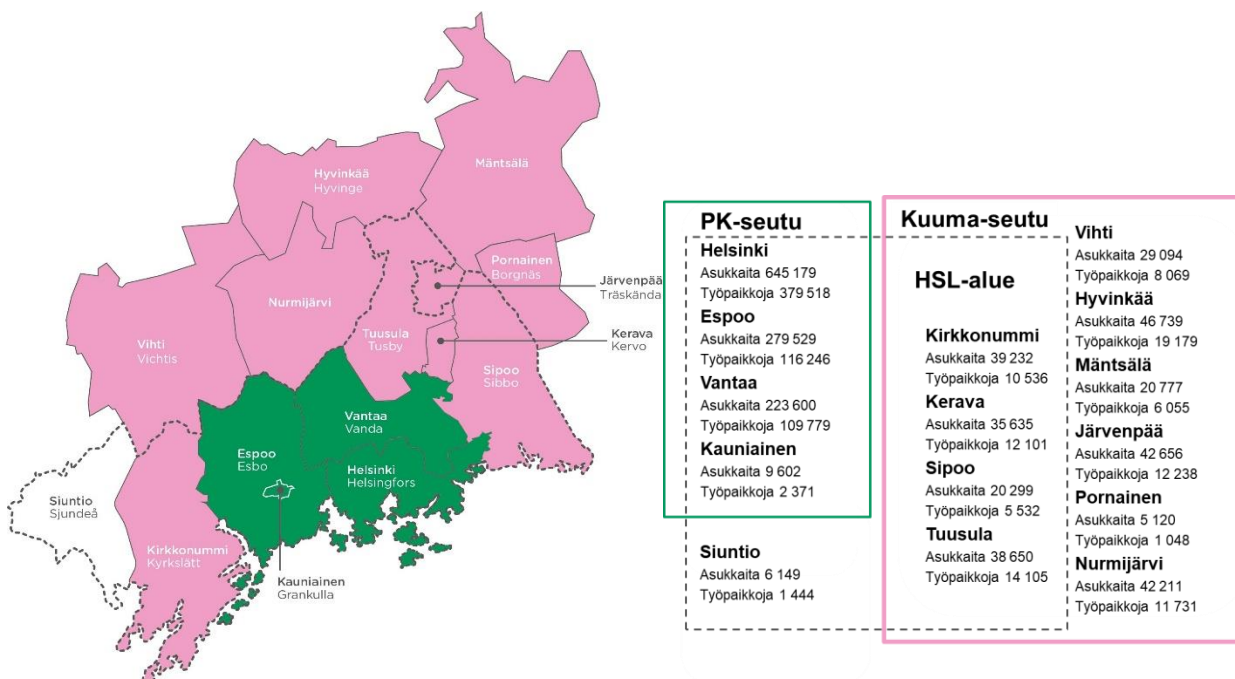 Mäntsälä
Hyvinkää
Hyvinge
Pornainen
Borgnäs
Järvenpää
Träskända
Nurmijärvi
Tuusula
Tusby
Kerava
Kervo
Vihti
Vichtis
Sipoo
Sibbo
Vantaa
Vanda
Espoo
Esbo
Helsinki
Helsingfors
Siuntio
Sjundeå
Kirkkonummi
Kyrkslätt
Kauniainen
Grankulla
PK-seutu
Helsinki
Asukkaita 645 179
Työpaikkoja 379 518
Espoo
Asukkaita 279 529
Työpaikkoja 116 246
Vantaa
Asukkaita 223 600
Työpaikkoja 109 779
Kauniainen
Asukkaita 9 602
Työpaikkoja 2 371
Siuntio
Asukkaita 6 149
Työpaikkoja 1 444
Kuuma-seutu
HSL-alue
Kirkkonummi
Asukkaita 39 232
Työpaikkoja 10 536
Kerava
Asukkaita 35 635
Työpaikkoja 12 101
Sipoo
Asukkaita 20 299
Työpaikkoja 5 532
Tuusula
Asukkaita 38 650
Työpaikkoja 14 105
Vihti
Asukkaita 29 094
Työpaikkoja 8 069
Hyvinkää
Asukkaita 46 739
Työpaikkoja 19 179
Mäntsälä
Asukkaita 20 777
Työpaikkoja 6 055
Järvenpää
Asukkaita 42 656
Työpaikkoja 12 238
Pornainen
Asukkaita 5 120
Työpaikkoja 1 048
Nurmijärvi
Asukkaita 42 211
Työpaikkoja 11 731